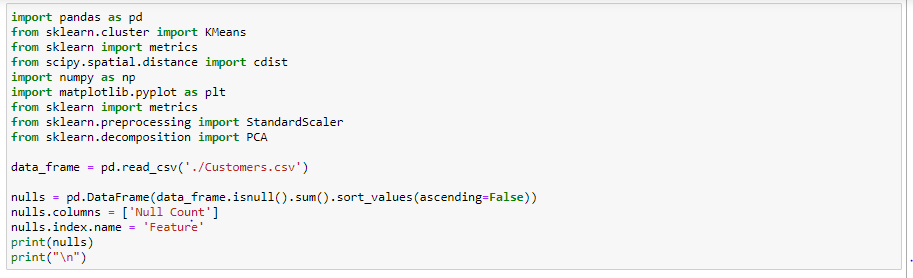 import pandas as pd
from sklearn.cluster import KMeans
from sklearn import metrics
from scipy.spatial.distance import cdist
import numpy as np
import matplotlib.pyplot as plt
from sklearn import metrics
from sklearn.preprocessing import StandardScaler
from sklearn.decomposition import PCA

data_frame = pd.read_csv('./Customers.csv')

nulls = pd.DataFrame(data_frame.isnull().sum().sort_values(ascending=False))
nulls.columns = ['Null Count']
nulls.index.name = 'Feature'
print(nulls)
print("\n")